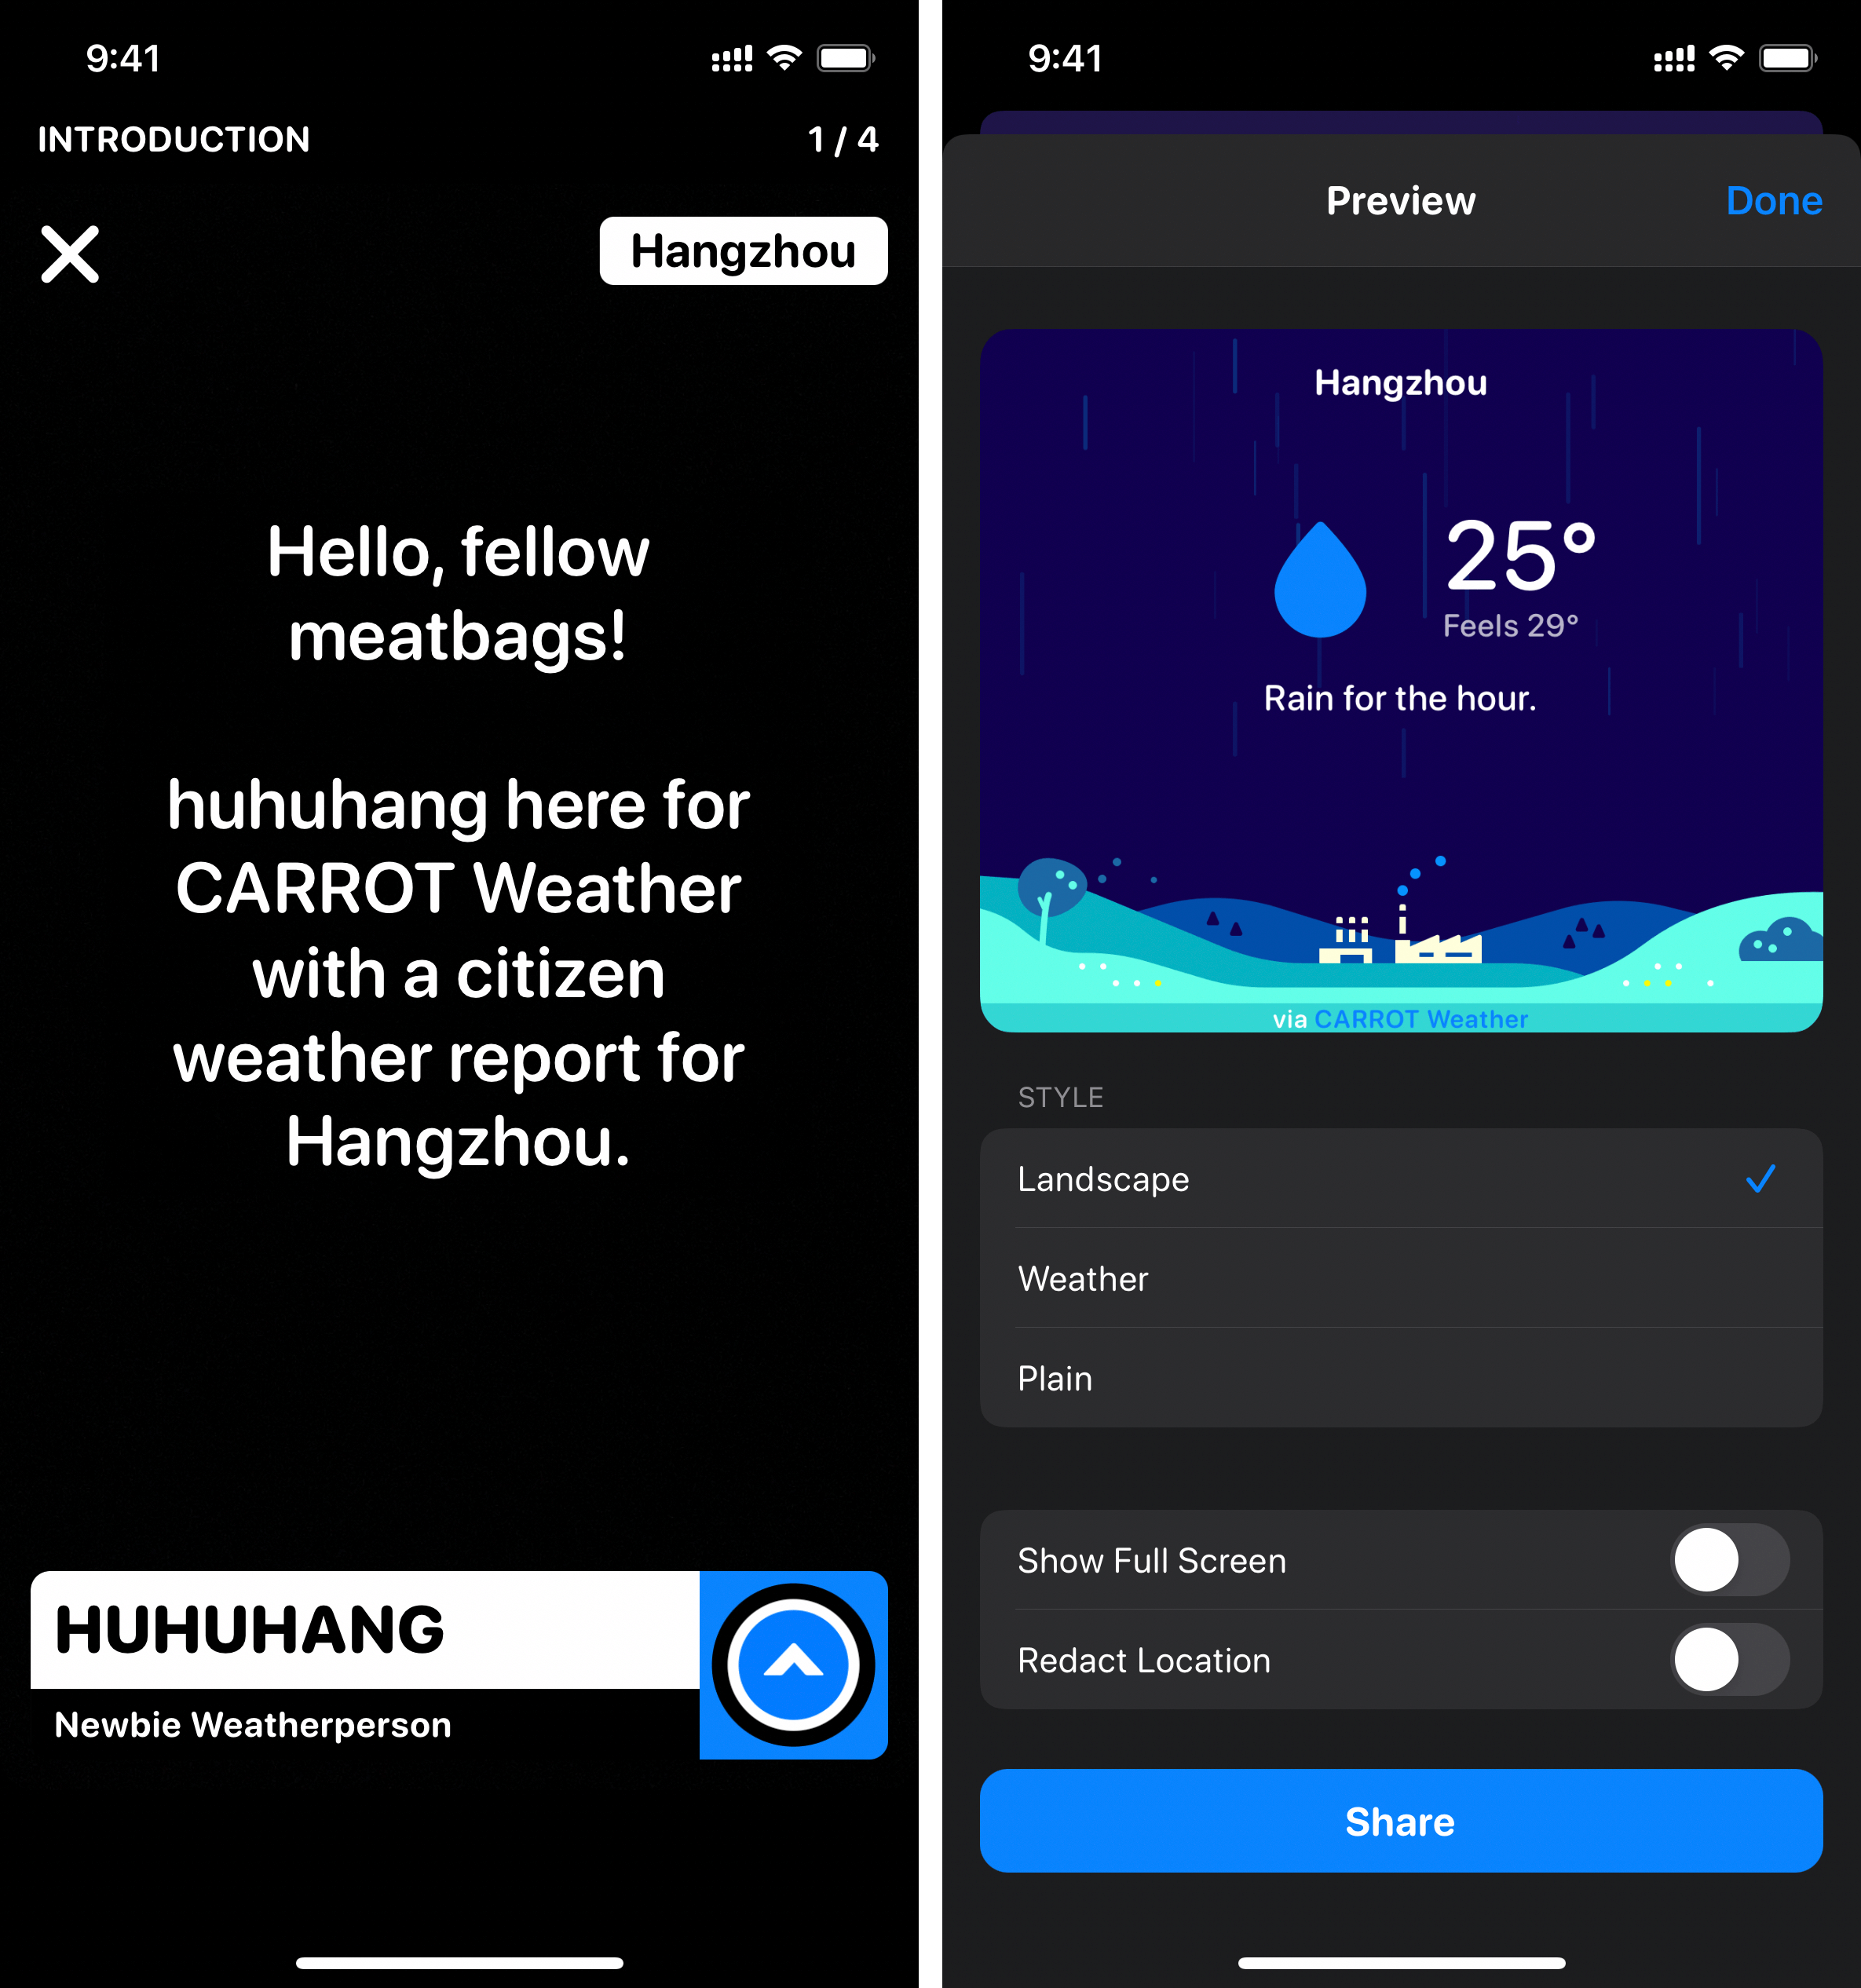 9:41
INTRODUCTION
1 / 4
Hangzhou
Hello, fellow
meatbags!
huhuhang here for
CARROT Weather
with a citizen
weather report for
Hangzhou.
HUHUHANG
Newbie Weatherperson
9:41
Preview
Done
Hangzhou
25°
Feels 29°
Rain for the hour.
via CARROT Weather
STYLE
Landscape
Weather
Plain
Show Full Screen
Redact Location
Share